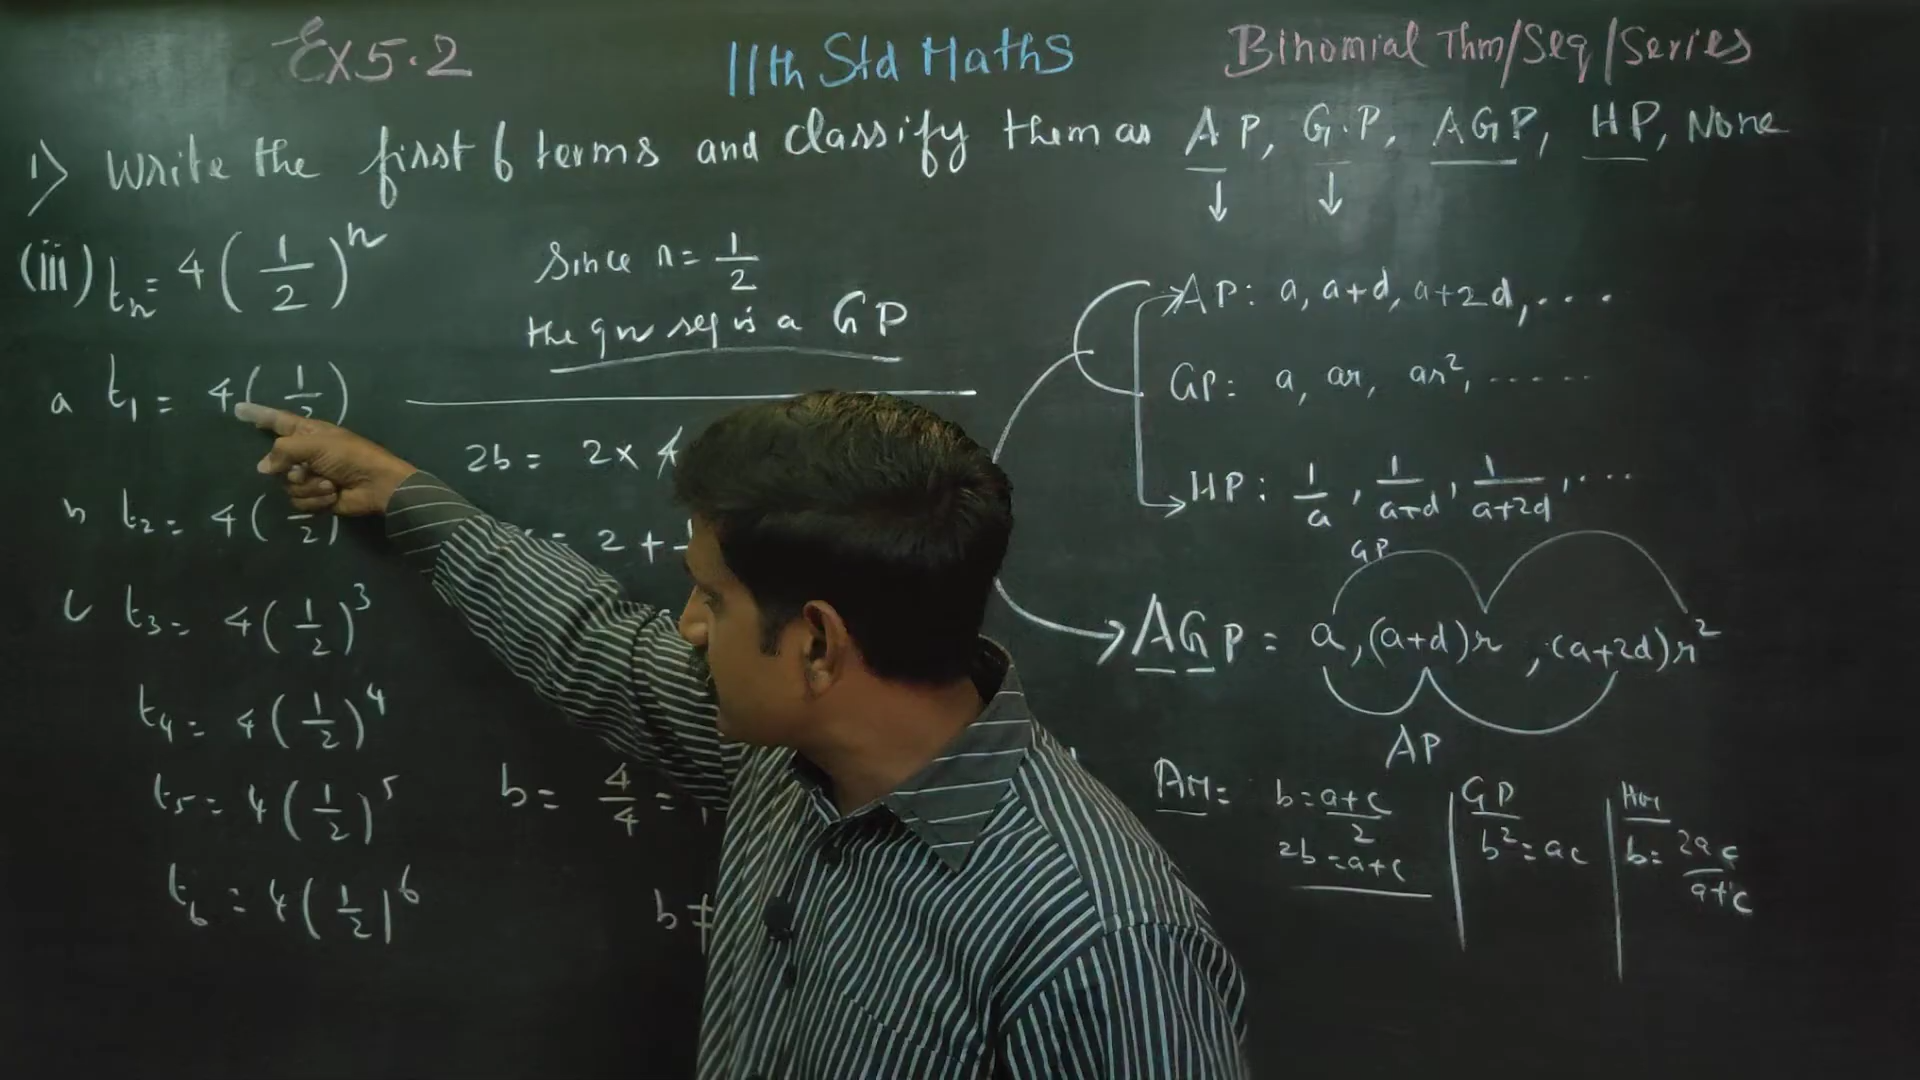 Ex 5.2
11th Std Maths
Binomial Thm/Seq/Series
1) Write the first 6 terms and classify them as AP, G.P, AGP, HP, None
(iii) tn = 4(1/2)^n
a t1 = 4(1/2)
t2 = 4(1/2)
c t3 = 4(1/2)^3
t4 = 4(1/2)^4
t5 = 4(1/2)^5
t6 = 4(1/2)^6
Since r = 1/2
the gn seq is a GP
2b = 2 x 4
= 2 +
b = 4/4 =
b ≠
AP: a, a+d, a+2d, ....
GP: a, ar, ar², ......
HP: 1/a, 1/a+d, 1/a+2d, ....
GP
AGP = a, (a+d)r, (a+2d)r²
AP
AM = b = a+c/2
2b = a+c
GP
b² = ac
HM
b = 2ac/a+c